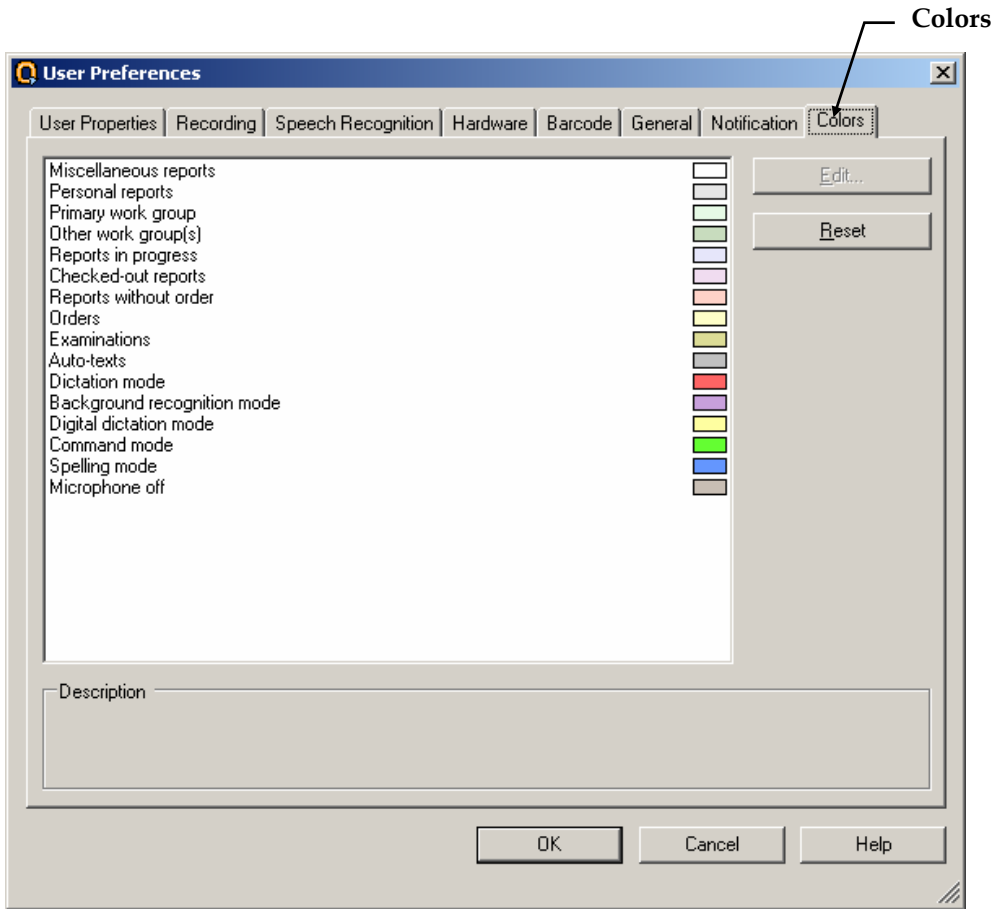 Colors
User Preferences
User Properties Recording Speech Recognition Hardware Barcode General Notification Colors
Miscellaneous reports
Personal reports
Primary work group
Other work group(s)
Reports in progress
Checked-out reports
Reports without order
Orders
Examinations
Auto-texts
Dictation mode
Background recognition mode
Digital dictation mode
Command mode
Spelling mode
Microphone off
Edit...
Reset
Description
OK Cancel Help